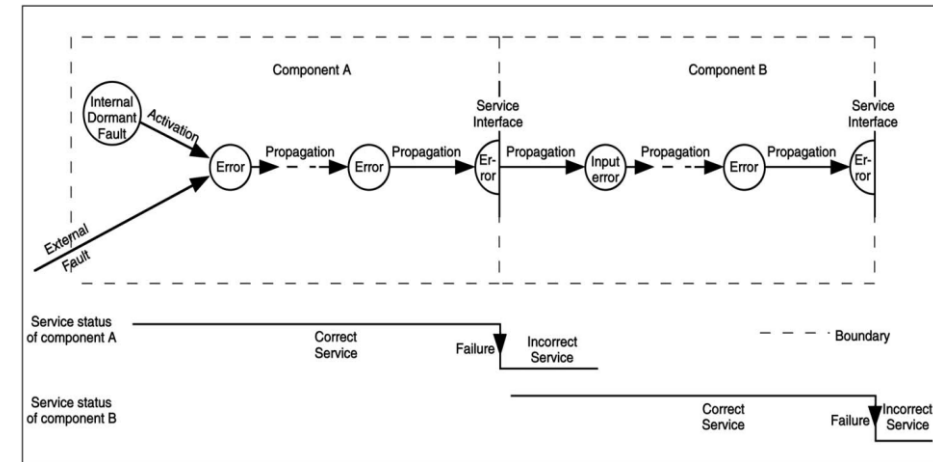 Component A
Component B
Internal
Dormant
Fault
Activation
Service
Interface
Service
Interface
Error
Propagation
Error
Propagation
Er-
ror
Propagation
Input
error
Propagation
Error
Propagation
Er-
ror
External
Fault
Service status
of component A
Correct
Service
Failure
Incorrect
Service
Boundary
Service status
of component B
Correct
Service
Failure
Incorrect
Service